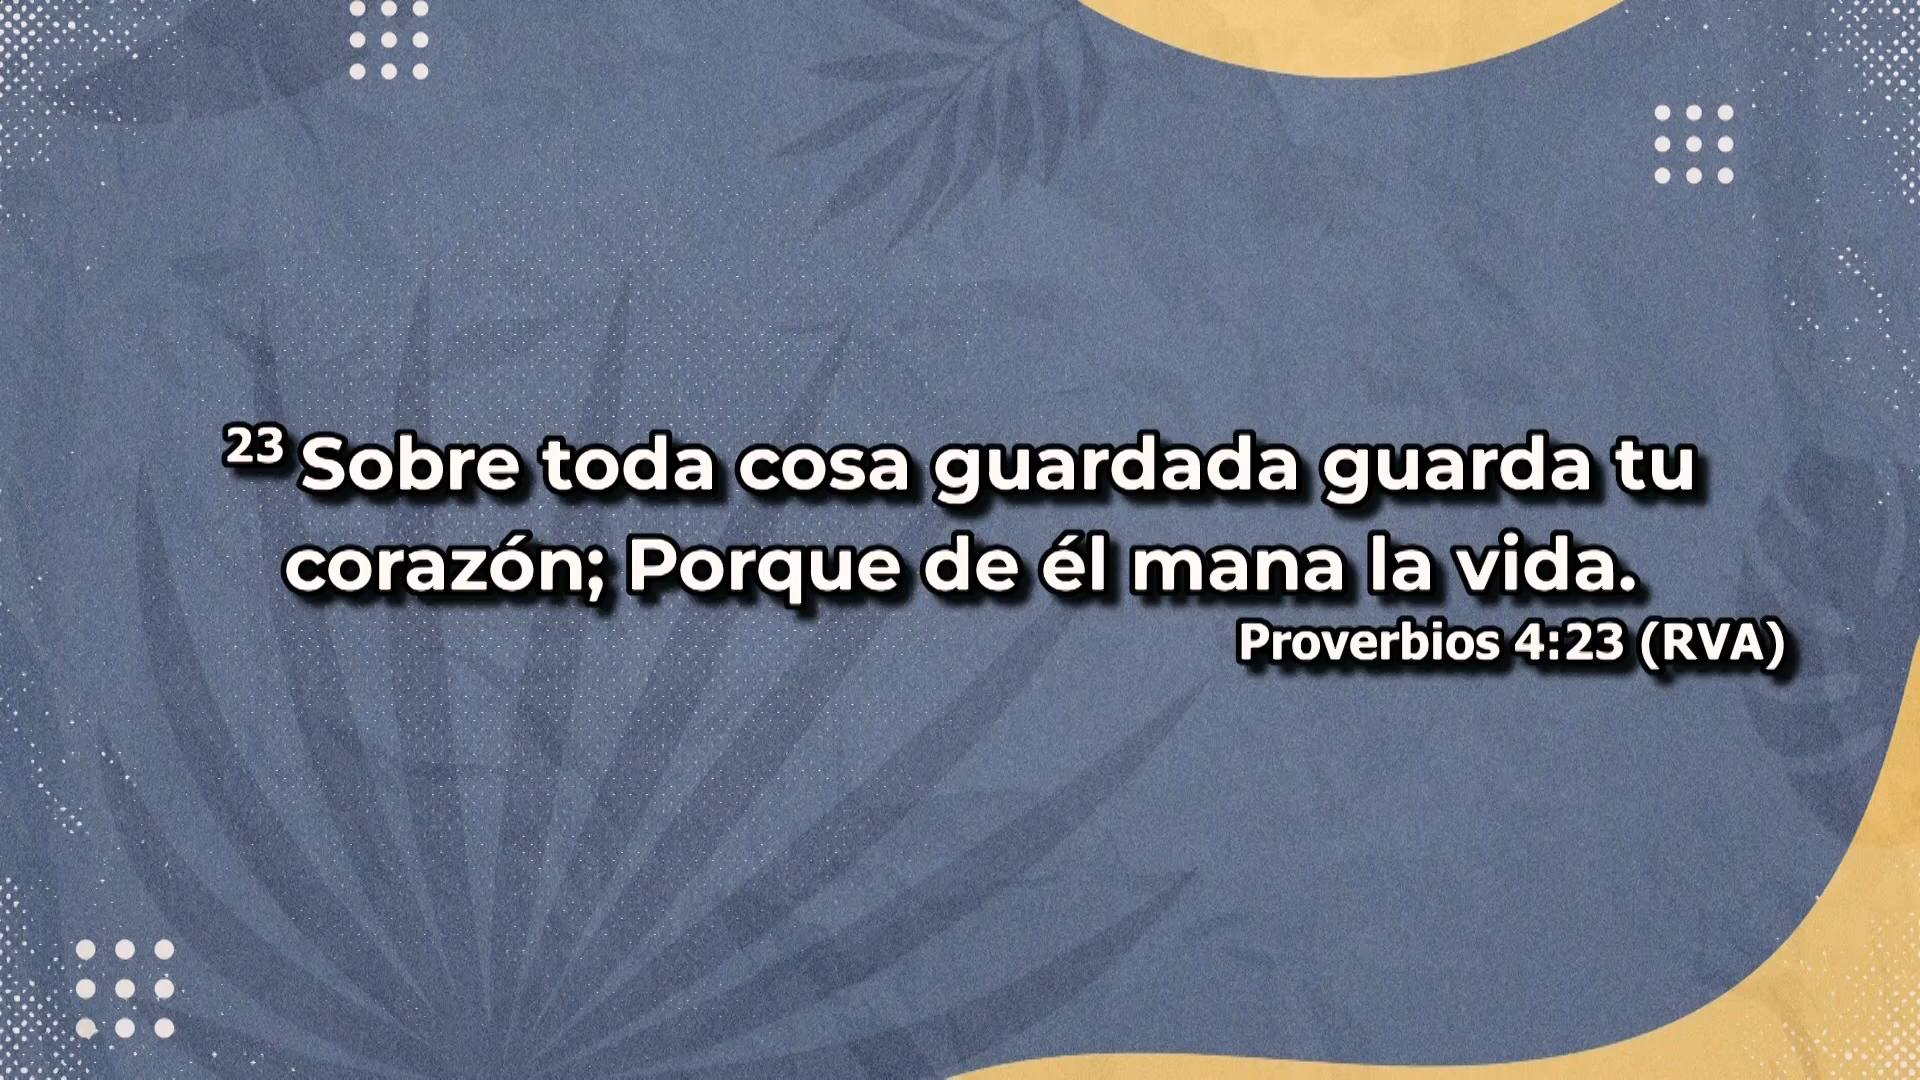 23 Sobre toda cosa guardada guarda tu
corazón; Porque de él mana la vida.
Proverbios 4:23 (RVA)